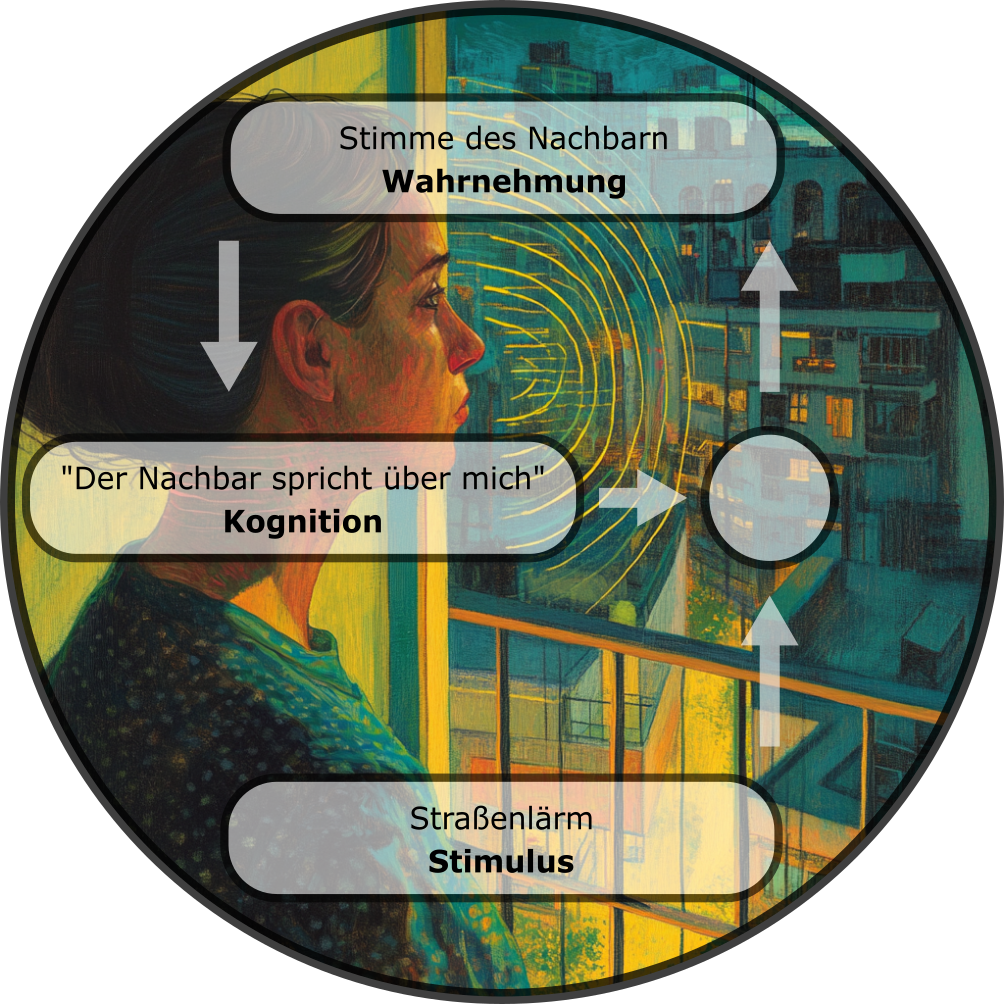 Stimme des Nachbarn
Wahrnehmung
"Der Nachbar spricht über mich"
Kognition
Straßenlärm
Stimulus